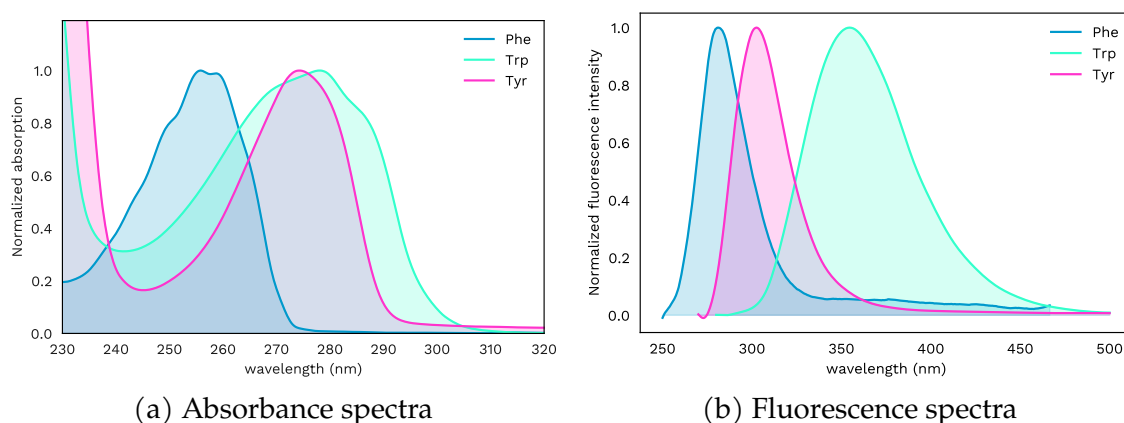 Normalized absorption
1.0
0.8
0.6
0.4
0.2
0.0
230 240 250 260 270 280 290 300 310 320
wavelength (nm)
Phe
Trp
Tyr
(a) Absorbance spectra
Normalized fluorescence intensity
1.0
0.8
0.6
0.4
0.2
0.0
250 300 350 400 450 500
wavelength (nm)
Phe
Trp
Tyr
(b) Fluorescence spectra